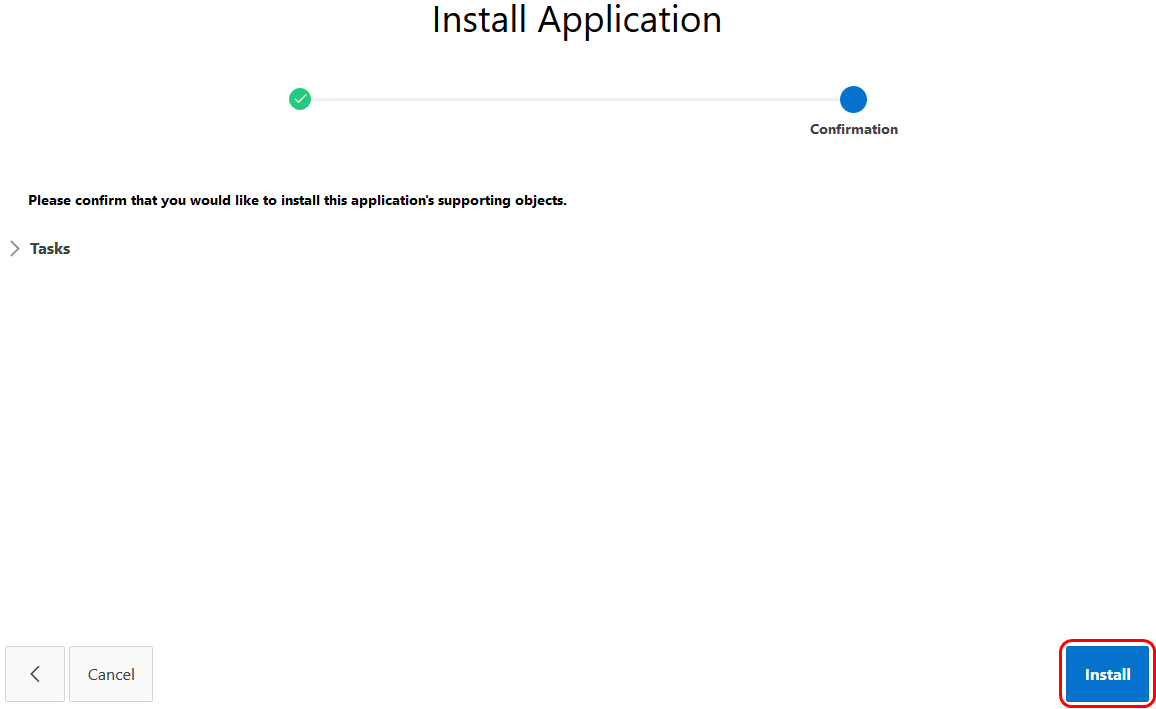 Install Application
Confirmation
Please confirm that you would like to install this application's supporting objects.
Tasks
Cancel
Install